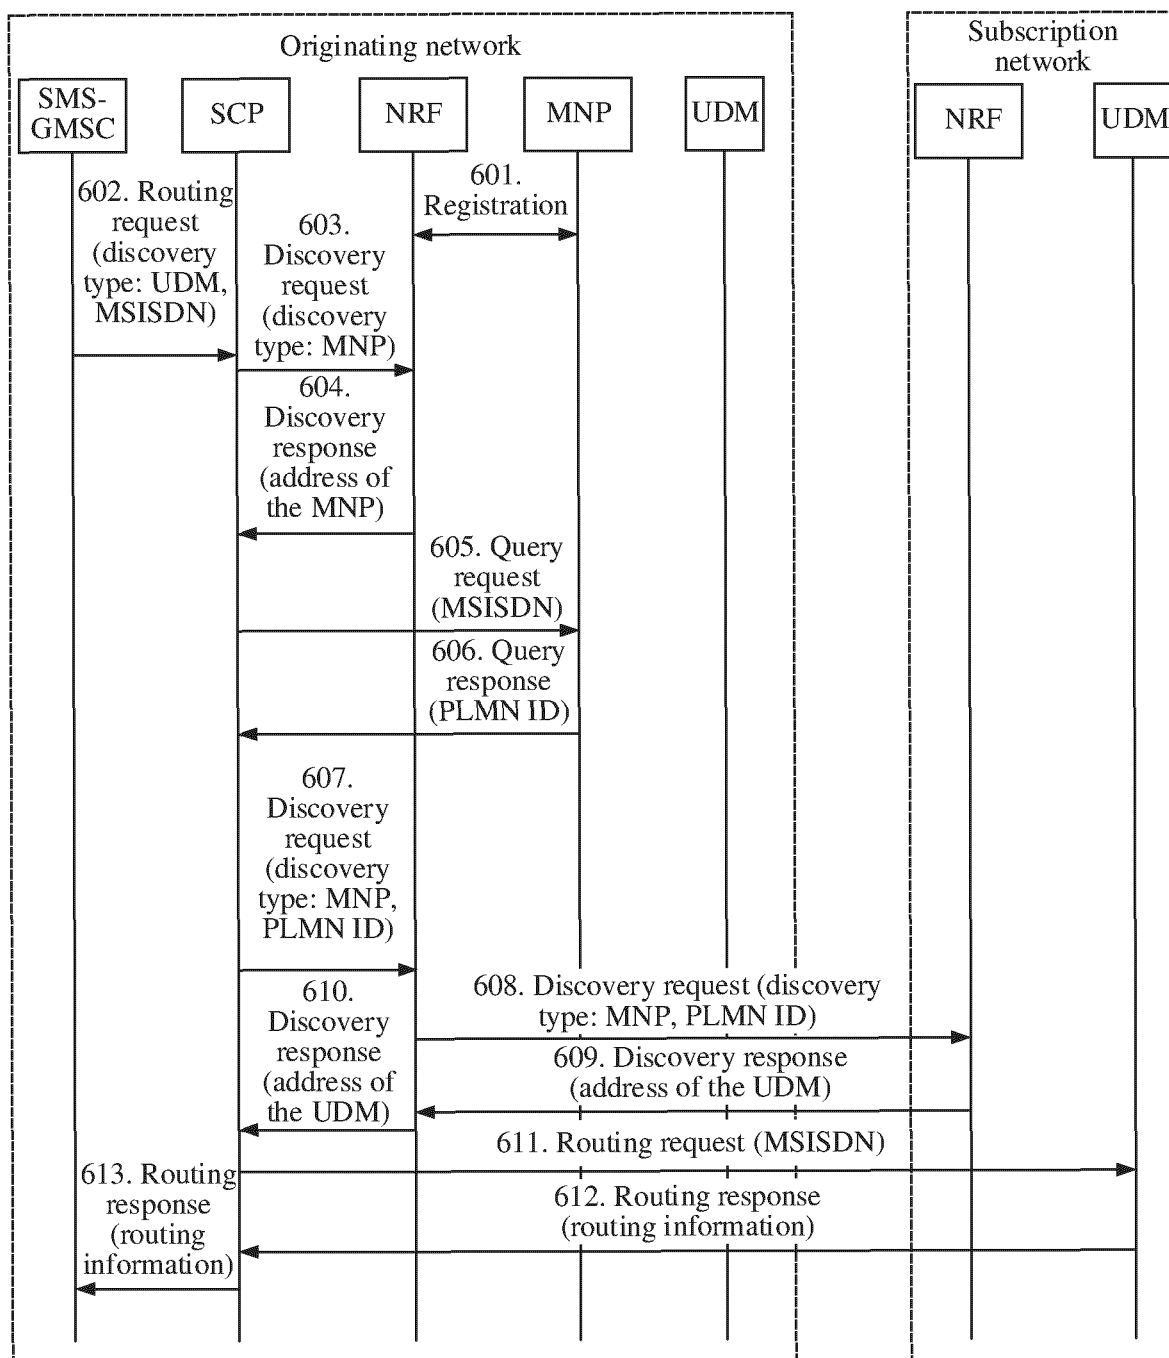 Originating network
Subscription
network
SMS-
GMSC
SCP
NRF
MNP
UDM
NRF
UDM
601.
Registration
602. Routing
request
(discovery
type: UDM,
MSISDN)
603.
Discovery
request
(discovery
type: MNP)
604.
Discovery
response
(address of
the MNP)
605. Query
request
(MSISDN)
606. Query
response
(PLMN ID)
607.
Discovery
request
(discovery
type: MNP,
PLMN ID)
608. Discovery request (discovery
type: MNP, PLMN ID)
609. Discovery response
(address of the UDM)
610.
Discovery
response
(address of
the UDM)
611. Routing request (MSISDN)
612. Routing response
(routing information)
613. Routing
response
(routing
information)